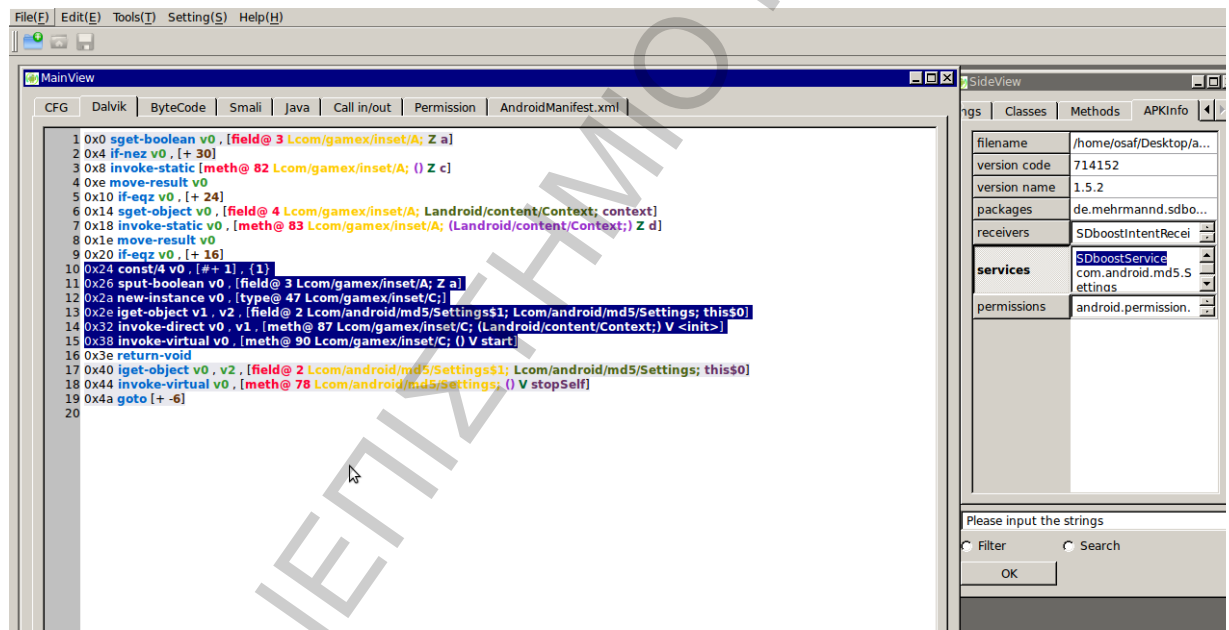 File(F) Edit(E) Tools(T) Setting(S) Help(H)
MainView
CFG Dalvik ByteCode Smali Java Call in/out Permission AndroidManifest.xml
1 0x0 sget-boolean v0 , [field@ 3 Lcom/gamex/inset/A; Z a]
2 0x4 if-nez v0 , [+ 30]
3 0x8 invoke-static [meth@ 82 Lcom/gamex/inset/A; () Z c]
4 0xe move-result v0
5 0x10 if-eqz v0 , [+ 24]
6 0x14 sget-object v0 , [field@ 4 Lcom/gamex/inset/A; Landroid/content/Context; context]
7 0x18 invoke-static v0 , [meth@ 83 Lcom/gamex/inset/A; (Landroid/content/Context;) Z d]
8 0x1e move-result v0
9 0x20 if-eqz v0 , [+ 16]
10 0x24 const/4 v0 , [#+ 1] , {1}
11 0x26 sput-boolean v0 , [field@ 3 Lcom/gamex/inset/A; Z a]
12 0x2a new-instance v0 , [type@ 47 Lcom/gamex/inset/C;]
13 0x2e iget-object v1 , v2 , [field@ 2 Lcom/android/md5/Settings$1; Lcom/android/md5/Settings; this$0]
14 0x32 invoke-direct v0 , v1 , [meth@ 87 Lcom/gamex/inset/C; (Landroid/content/Context;) V <init>]
15 0x38 invoke-virtual v0 , [meth@ 90 Lcom/gamex/inset/C; () V start]
16 0x3e return-void
17 0x40 iget-object v0 , v2 , [field@ 2 Lcom/android/md5/Settings$1; Lcom/android/md5/Settings; this$0]
18 0x44 invoke-virtual v0 , [meth@ 78 Lcom/android/md5/Settings; () V stopSelf]
19 0x4a goto [+ -6]
20
SideView
ngs Classes Methods APKInfo
filename /home/osaf/Desktop/a...
version code 714152
version name 1.5.2
packages de.mehrmannd.sdbo...
receivers SDboostIntentRecei
services SDboostService
com.android.md5.S
ettings
permissions android.permission.
Please input the strings
Filter Search
OK